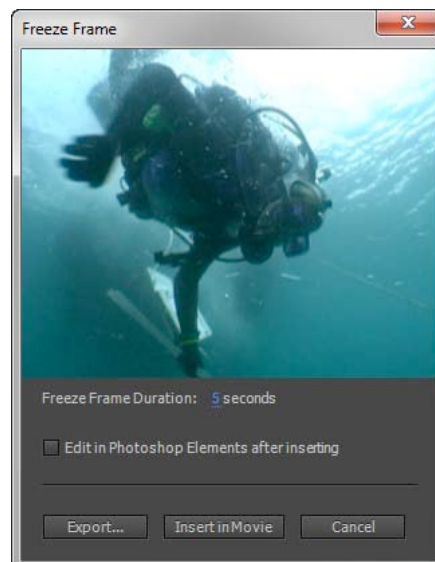 Freeze Frame
Freeze Frame Duration: 5 seconds
Edit in Photoshop Elements after inserting
Export... Insert in Movie Cancel